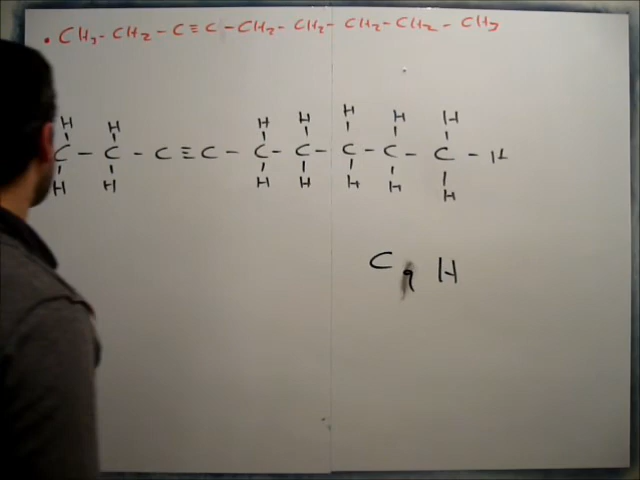 • CH₃- CH₂ - C ≡ C - CH₂ - CH₂ - CH₂ - CH₂ - CH₃
H H H H H H H
C - C - C ≡ C - C - C - C - C - C - H
H H H H H H H
C₉ H